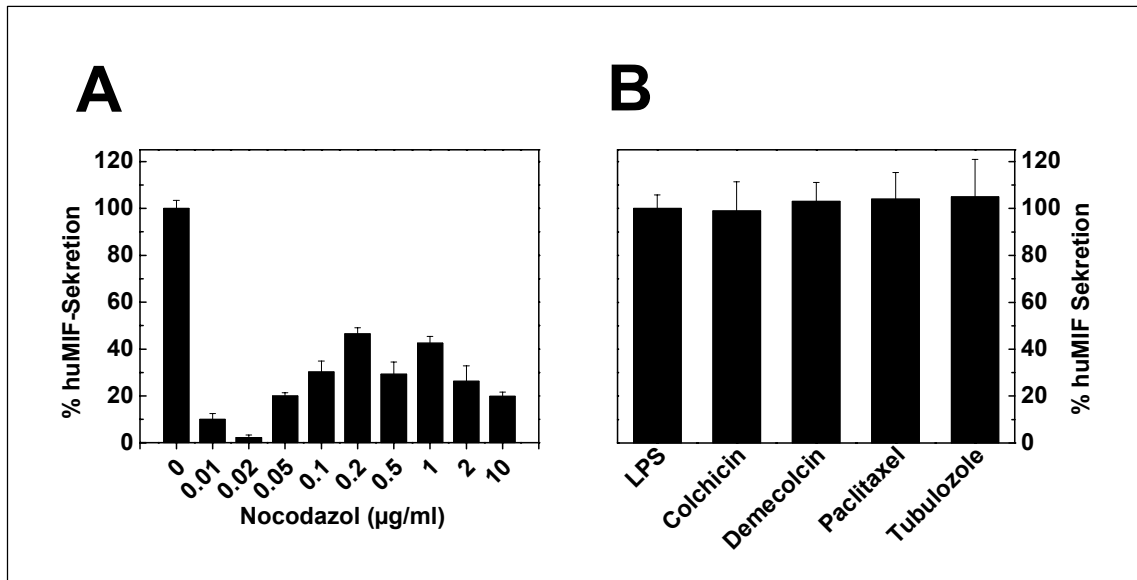 A
% huMIF-Sekretion
120
100
80
60
40
20
0
0
0.01
0.02
0.05
0.1
0.2
0.5
1
2
10
Nocodazol (µg/ml)
B
120
100
80
60
40
20
0
% huMIF Sekretion
LPS
Colchicin
Demecolcin
Paclitaxel
Tubulozole